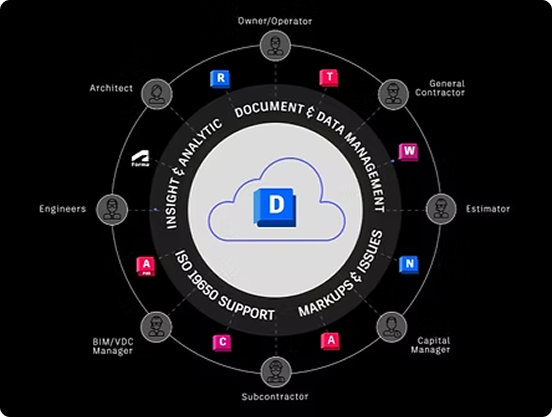 Owner/Operator
R
T
Architect
General
Contractor
DOCUMENT & DATA MANAGEMENT
INSIGHT & ANALYTIC
Forma
W
D
Engineers
Estimator
A
N
ISO 19650 SUPPORT
MARKUPS & ISSUES
BIM/VDC
Manager
C
A
Capital
Manager
Subcontractor